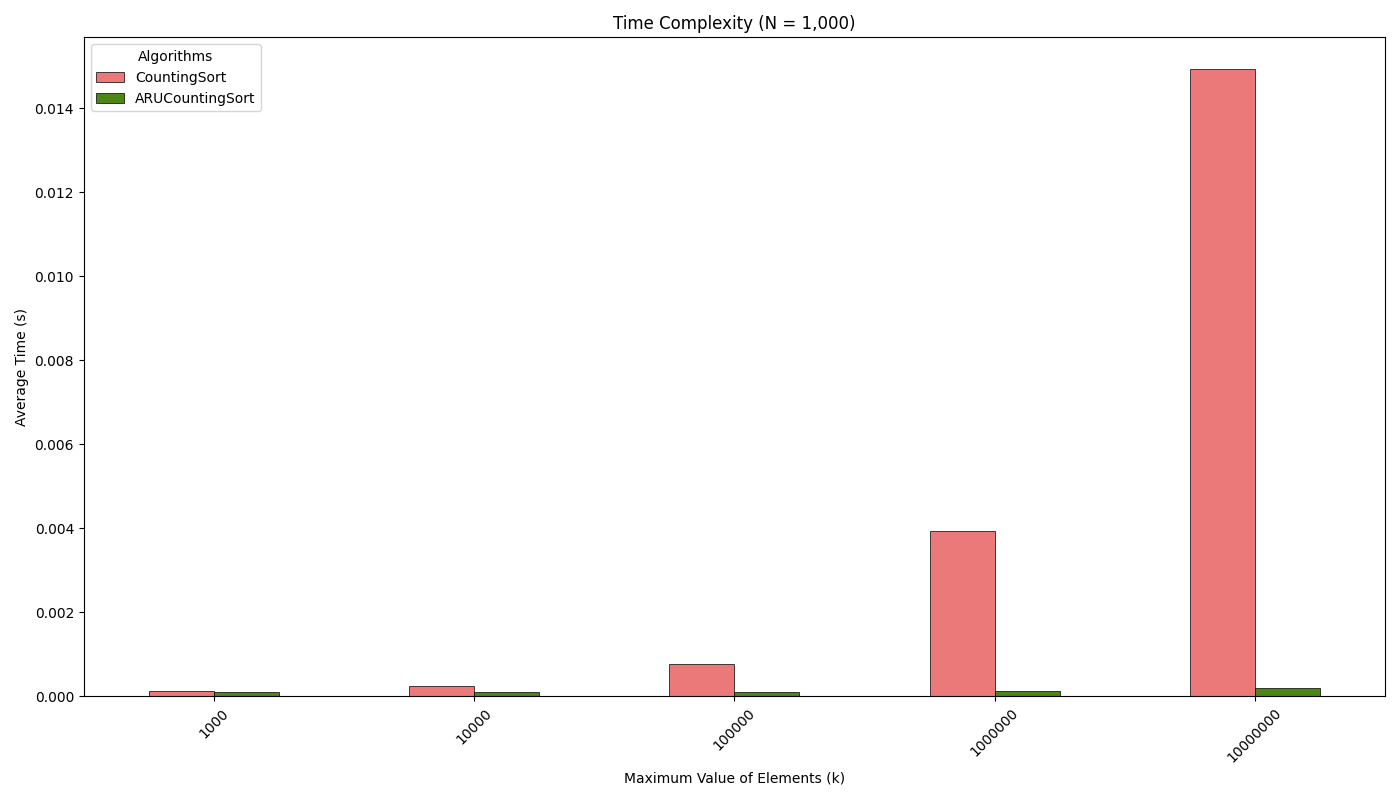 Time Complexity (N = 1,000)
Algorithms
CountingSort
ARUCountingSort
0.014
0.012
0.010
0.008
0.006
0.004
0.002
0.000
Average Time (s)
1000
10000
100000
1000000
10000000
Maximum Value of Elements (k)